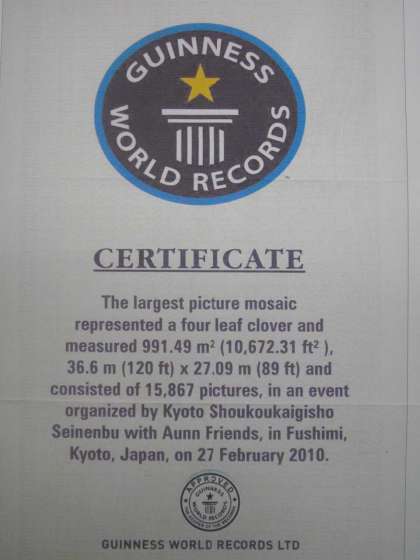 GUINNESS
WORLD RECORDS
CERTIFICATE
The largest picture mosaic
represented a four leaf clover and
measured 991.49 m² (10,672.31 ft² ),
36.6 m (120 ft) x 27.09 m (89 ft) and
consisted of 15,867 pictures, in an event
organized by Kyoto Shoukoukaigisho
Seinenbu with Aunn Friends, in Fushimi,
Kyoto, Japan, on 27 February 2010.
APPROVED
GUINNESS
WORLD RECORDS
GUINNESS WORLD RECORDS LTD